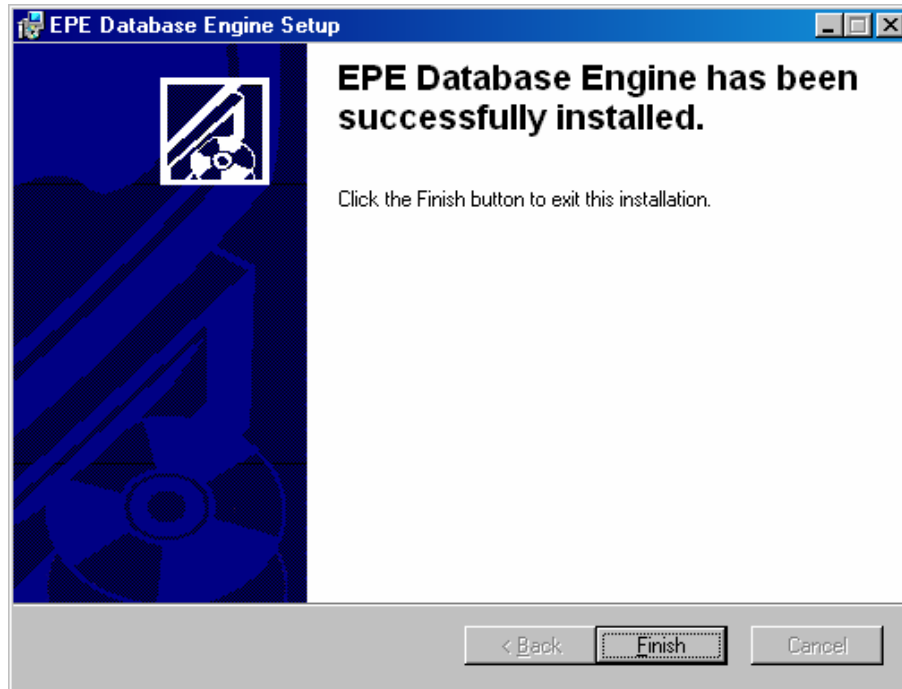 EPE Database Engine Setup
EPE Database Engine has been
successfully installed.
Click the Finish button to exit this installation.
< Back
Finish
Cancel